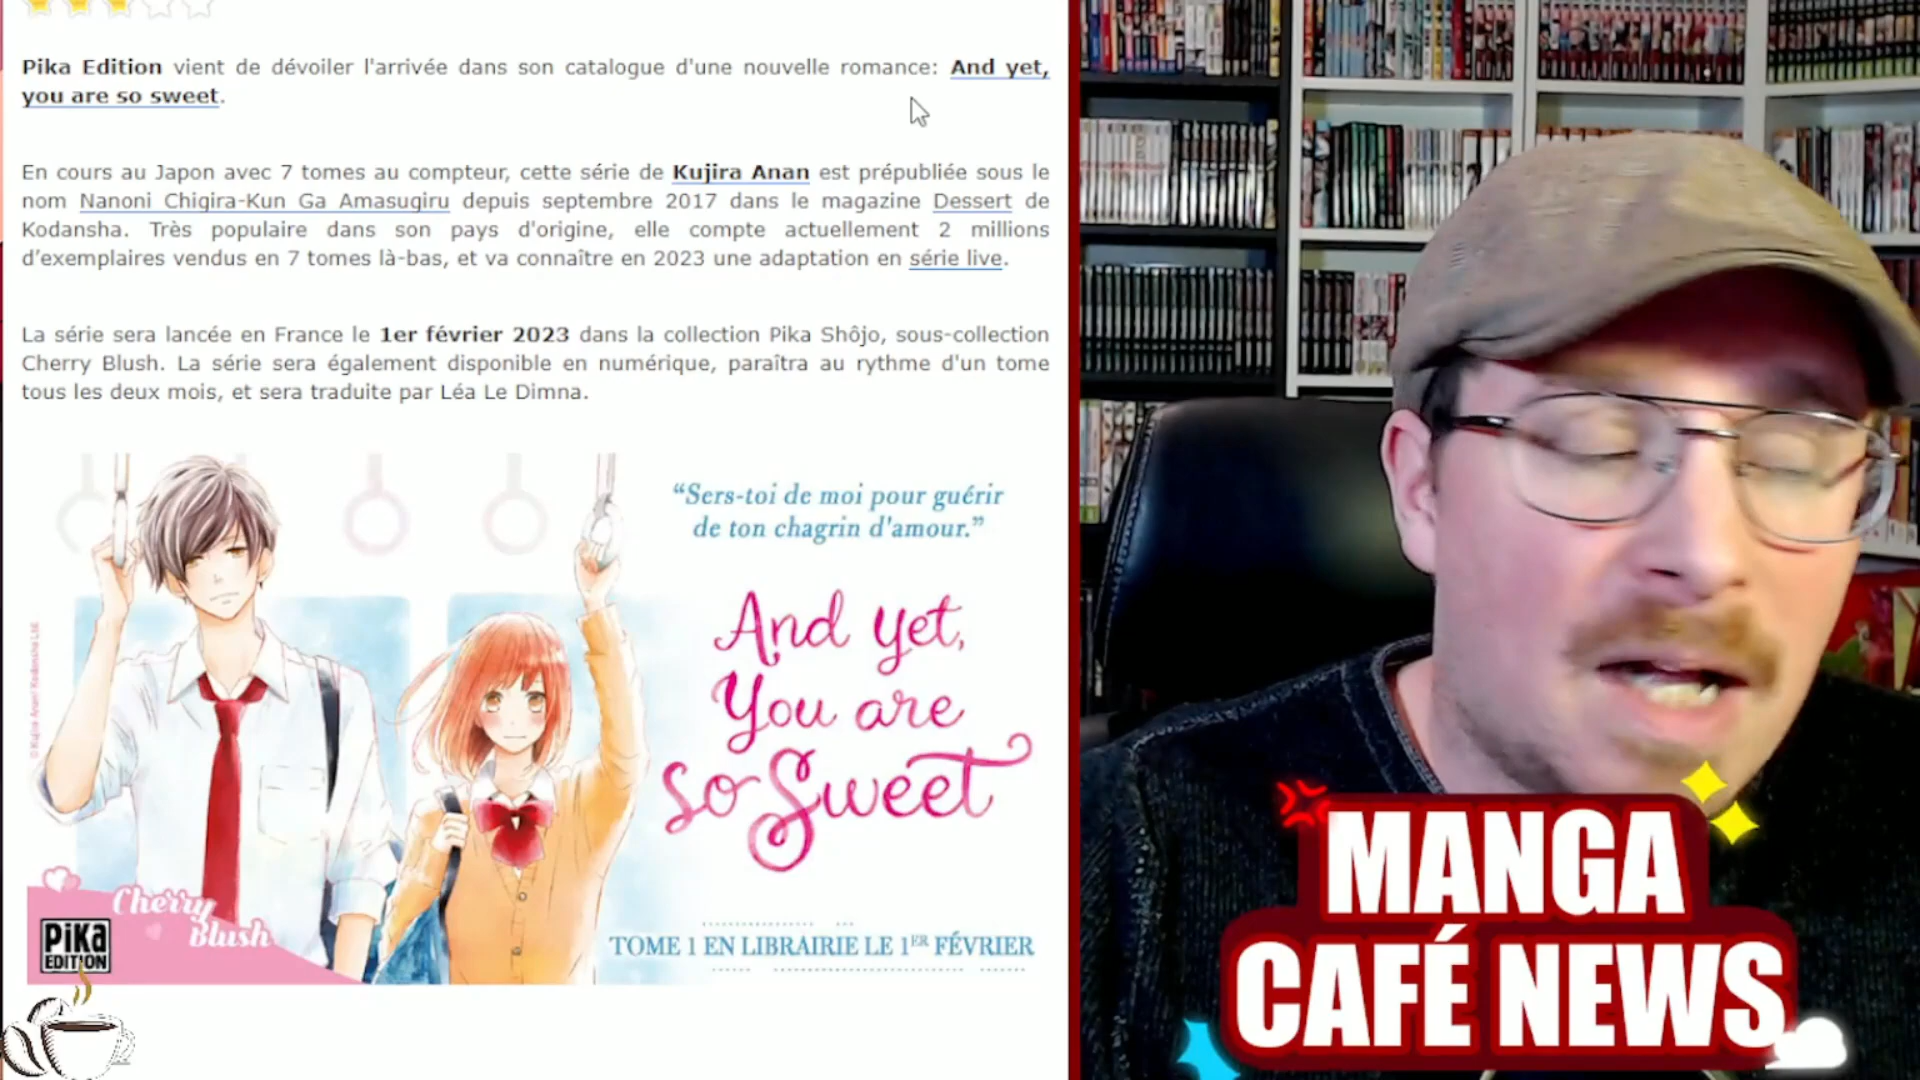 Pika Edition vient de dévoiler l'arrivée dans son catalogue d'une nouvelle romance: And yet,
you are so sweet.
En cours au Japon avec 7 tomes au compteur, cette série de Kujira Anan est prépubliée sous le
nom Nanoni Chigira-Kun Ga Amasugiru depuis septembre 2017 dans le magazine Dessert de
Kodansha. Très populaire dans son pays d'origine, elle compte actuellement 2 millions
d'exemplaires vendus en 7 tomes là-bas, et va connaître en 2023 une adaptation en série live.
La série sera lancée en France le 1er février 2023 dans la collection Pika Shôjo, sous-collection
Cherry Blush. La série sera également disponible en numérique, paraîtra au rythme d'un tome
tous les deux mois, et sera traduite par Léa Le Dimna.
“Sers-toi de moi pour guérir
de ton chagrin d'amour.”
And yet,
You are
so Sweet
© Kujira Anan / Kodansha Ltd.
Cherry
Blush
PiKa
EDITION
TOME 1 EN LIBRAIRIE LE 1ER FÉVRIER
MANGA
CAFÉ NEWS